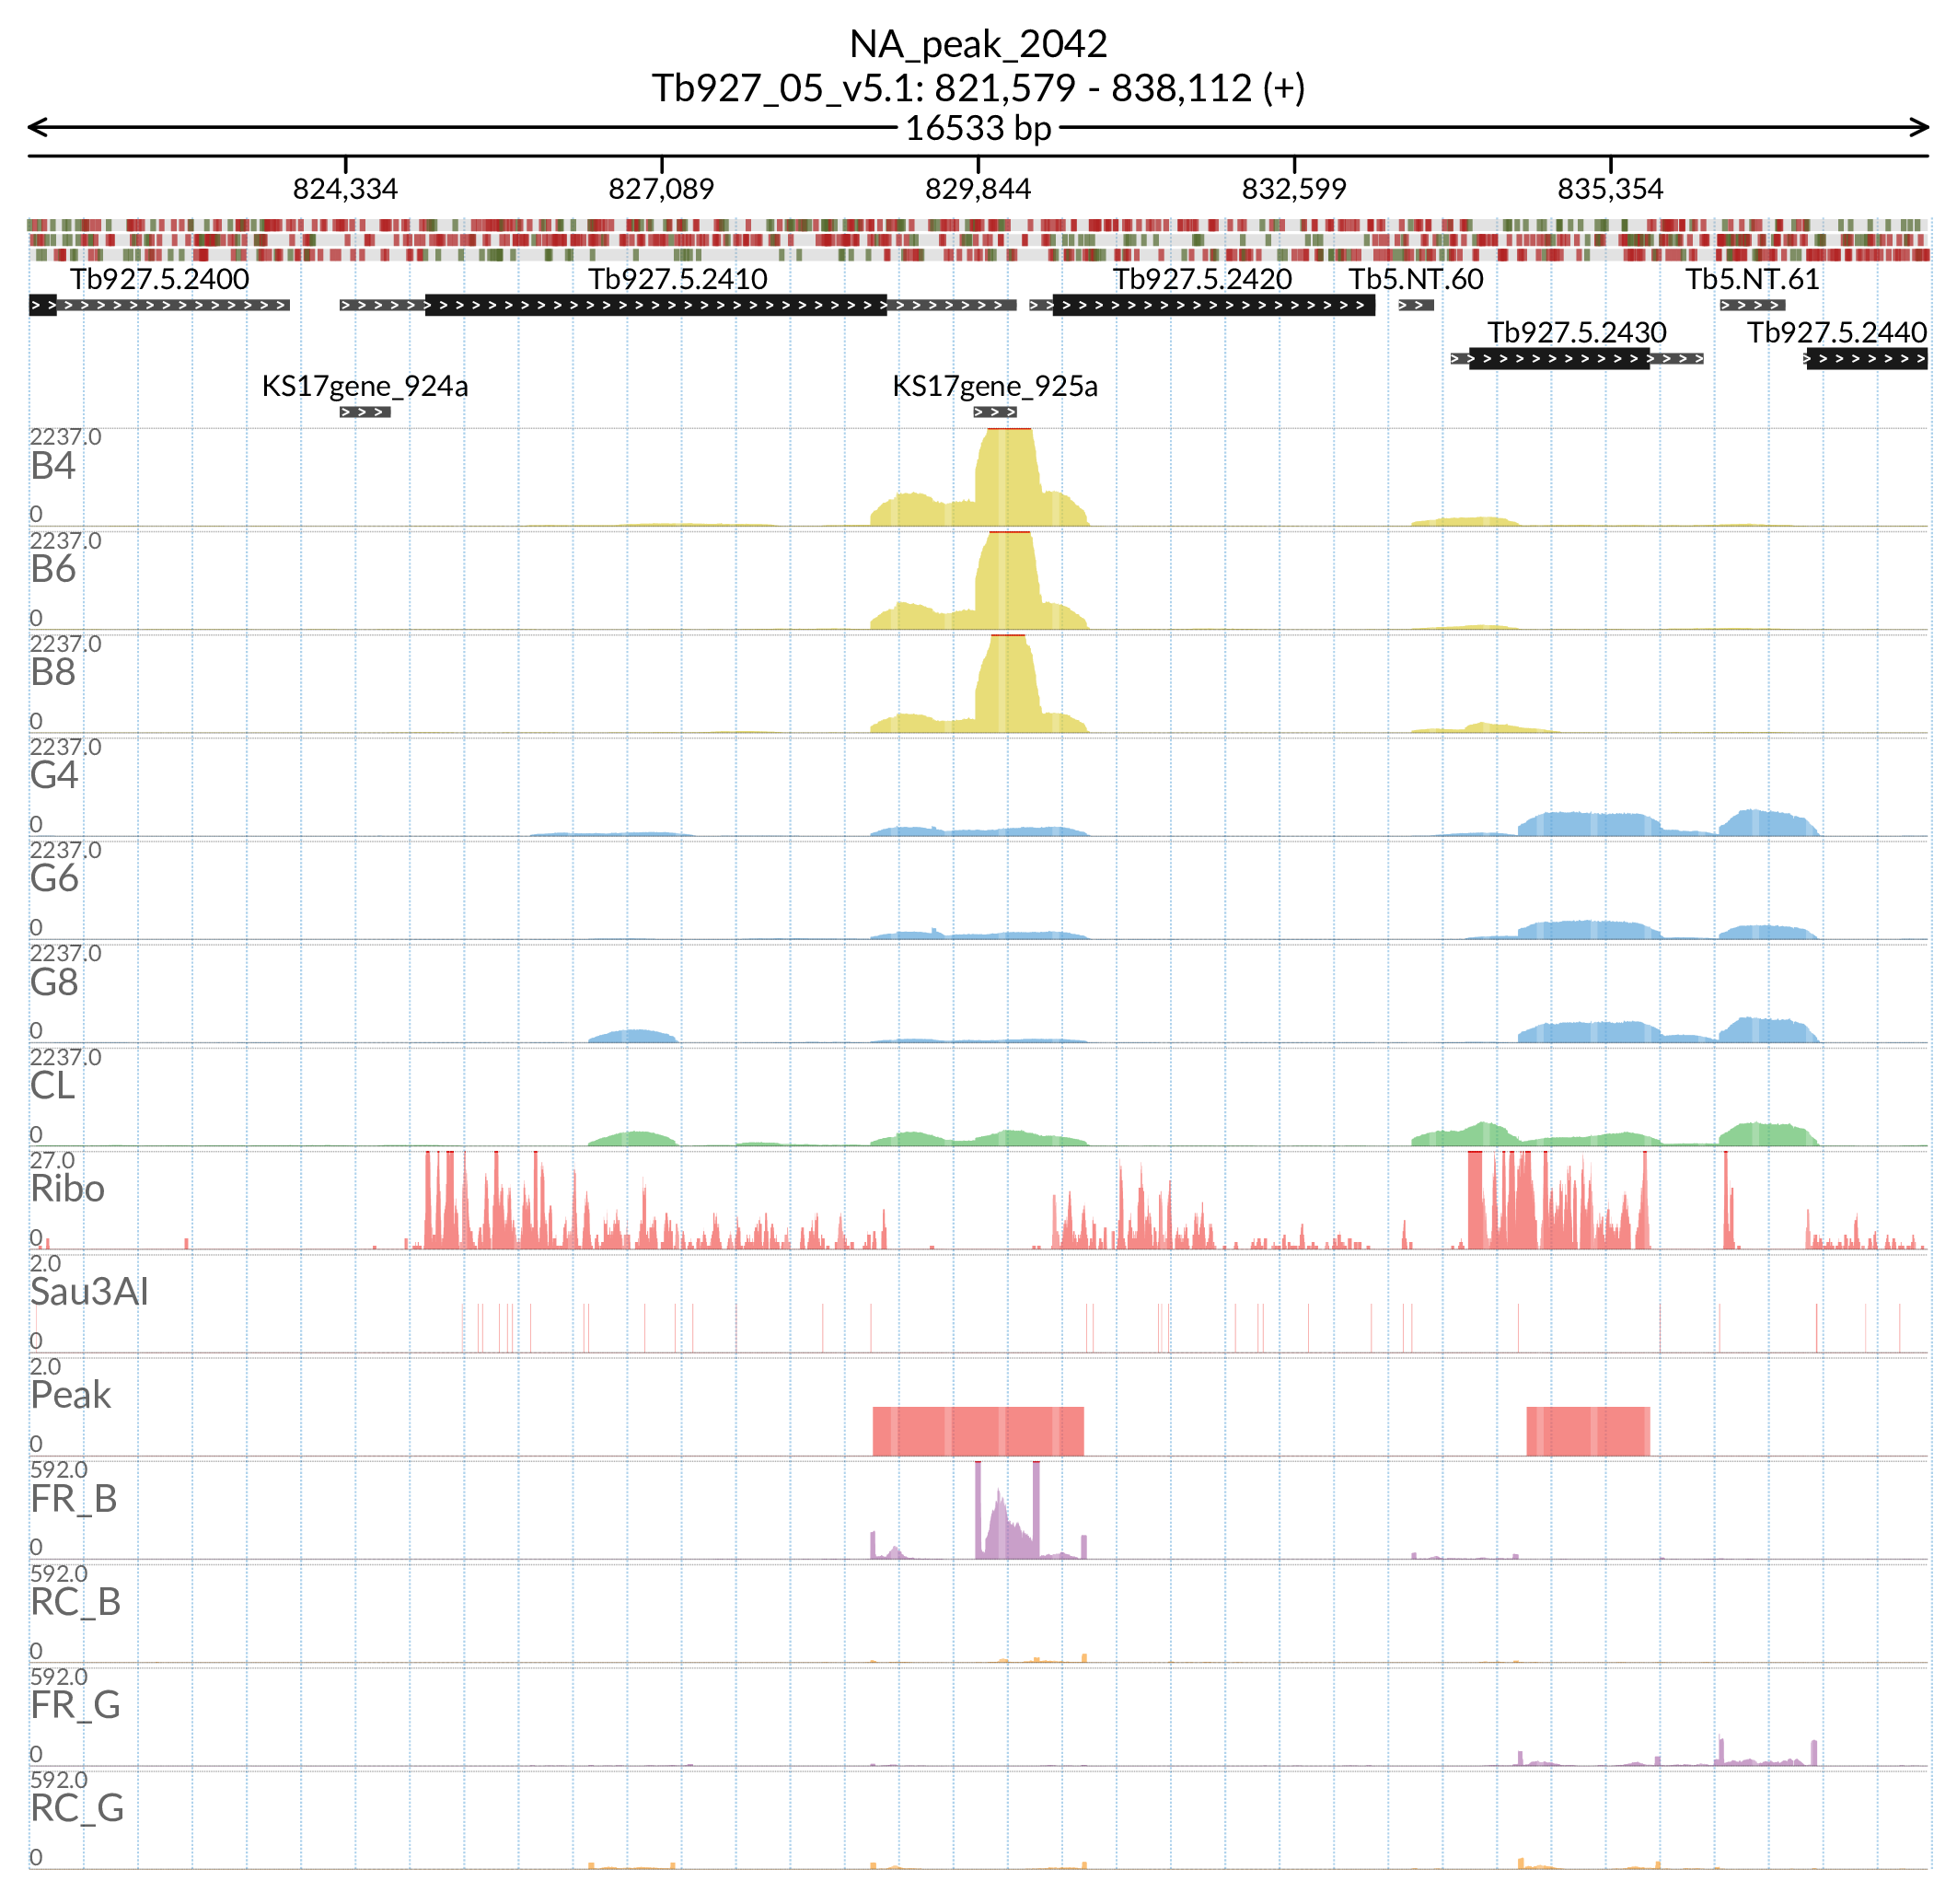 NA_peak_2042
Tb927_05_v5.1: 821,579 - 838,112 (+)
16533 bp
824,334 827,089 829,844 832,599 835,354
Tb927.5.2400 Tb927.5.2410 Tb927.5.2420 Tb5.NT.60 Tb5.NT.61
Tb927.5.2430 Tb927.5.2440
KS17gene_924a KS17gene_925a
2237.0
B4
0
2237.0
B6
0
2237.0
B8
0
2237.0
G4
0
2237.0
G6
0
2237.0
G8
0
2237.0
CL
0
27.0
Ribo
0
2.0
Sau3AI
0
2.0
Peak
0
592.0
FR_B
0
592.0
RC_B
0
592.0
FR_G
0
592.0
RC_G
0